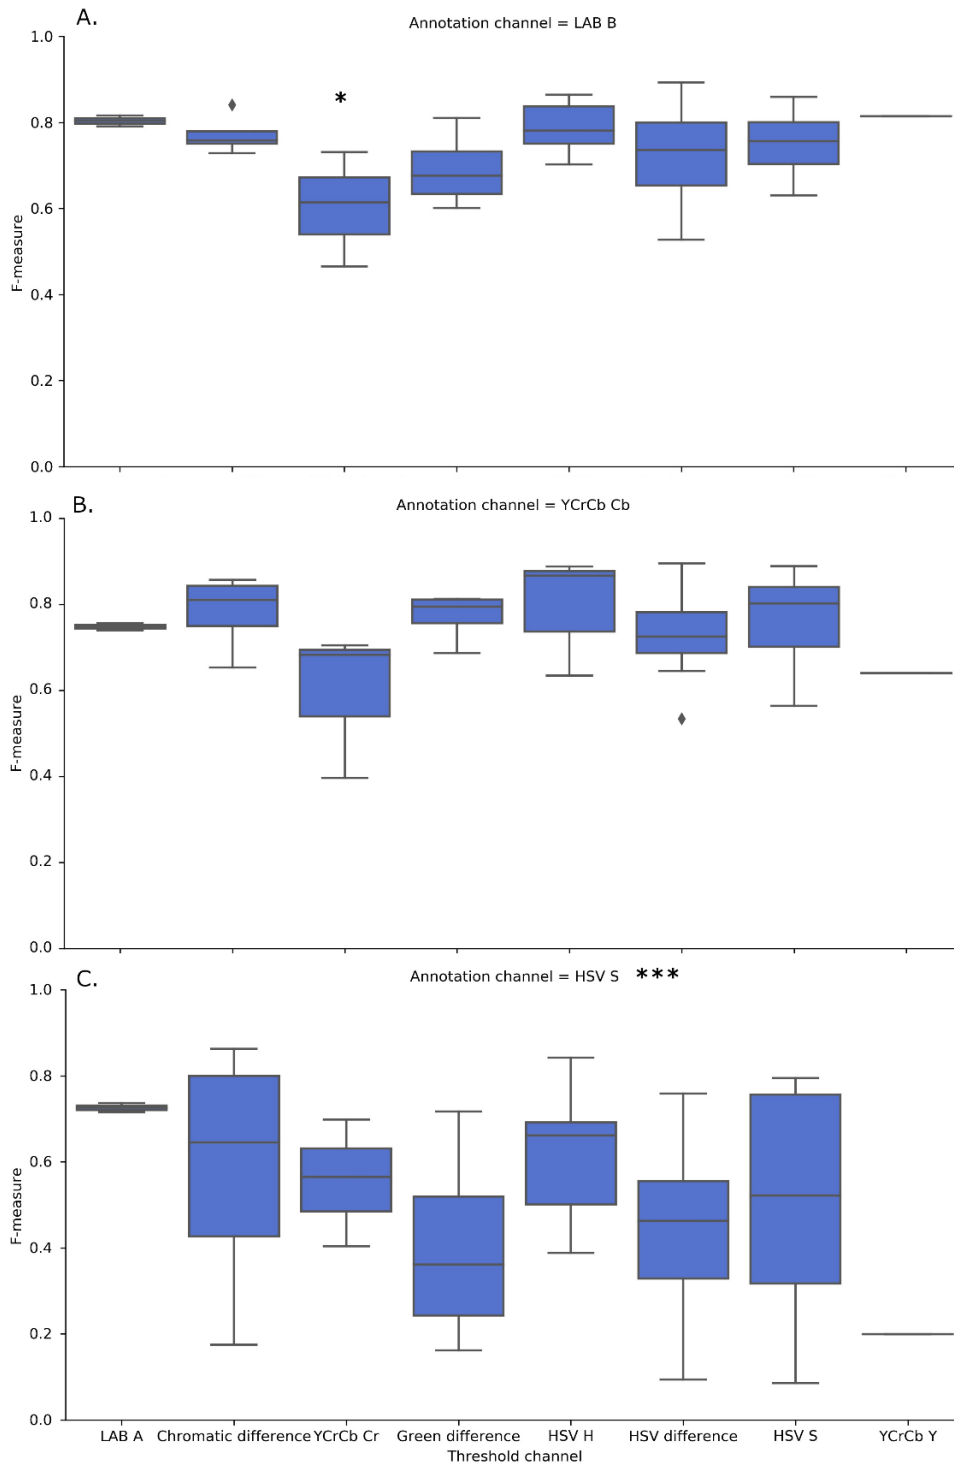 A.
Annotation channel = LAB B
1.0
*
0.8
0.6
F-measure
0.4
0.2
0.0
B.
Annotation channel = YCrCb Cb
1.0
0.8
0.6
F-measure
0.4
0.2
0.0
C.
Annotation channel = HSV S ***
1.0
0.8
0.6
F-measure
0.4
0.2
0.0
LAB A Chromatic difference YCrCb Cr Green difference HSV H HSV difference HSV S YCrCb Y
Threshold channel